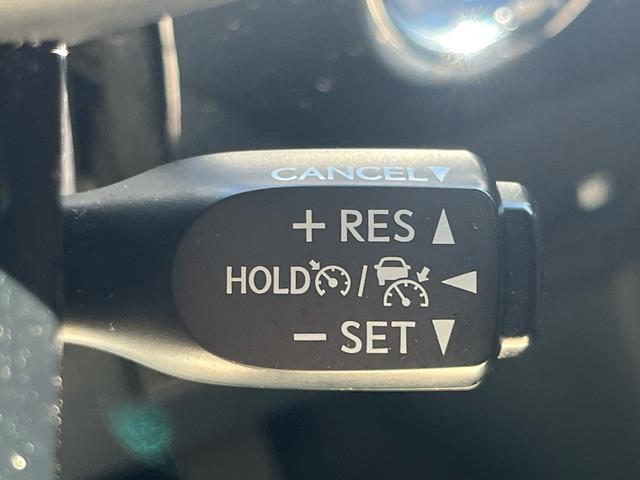 CANCEL▼
+ RES ▲
HOLD / ◀
− SET ▼